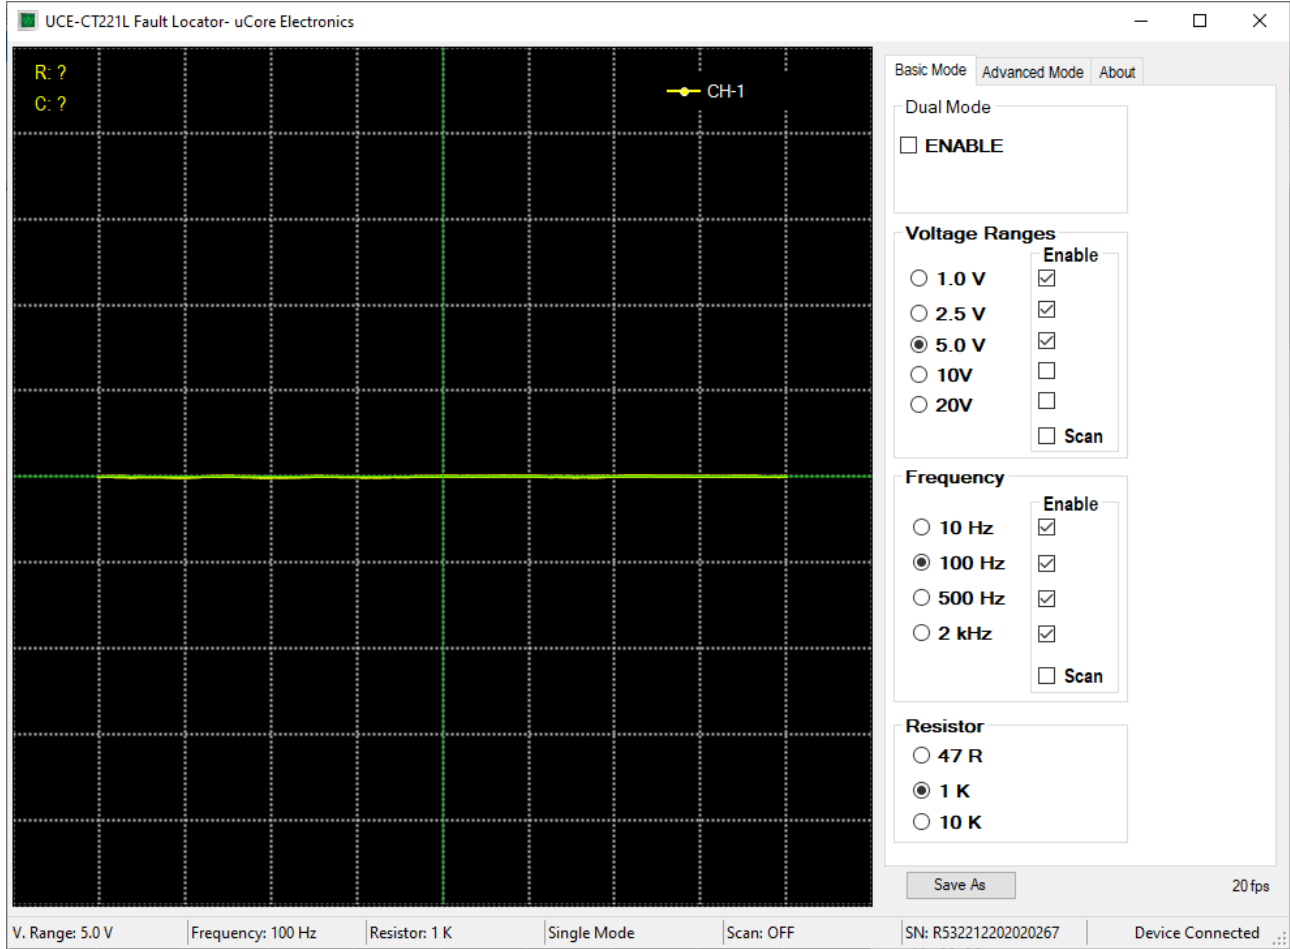 UCE-CT221L Fault Locator- uCore Electronics
R: ?
C: ?
CH-1
Basic Mode
Advanced Mode
About
Dual Mode
ENABLE
Voltage Ranges
Enable
1.0 V
2.5 V
5.0 V
10V
20V
Scan
Frequency
Enable
10 Hz
100 Hz
500 Hz
2 kHz
Scan
Resistor
47 R
1 K
10 K
Save As
20 fps
V. Range: 5.0 V
Frequency: 100 Hz
Resistor: 1 K
Single Mode
Scan: OFF
SN: R532212202020267
Device Connected